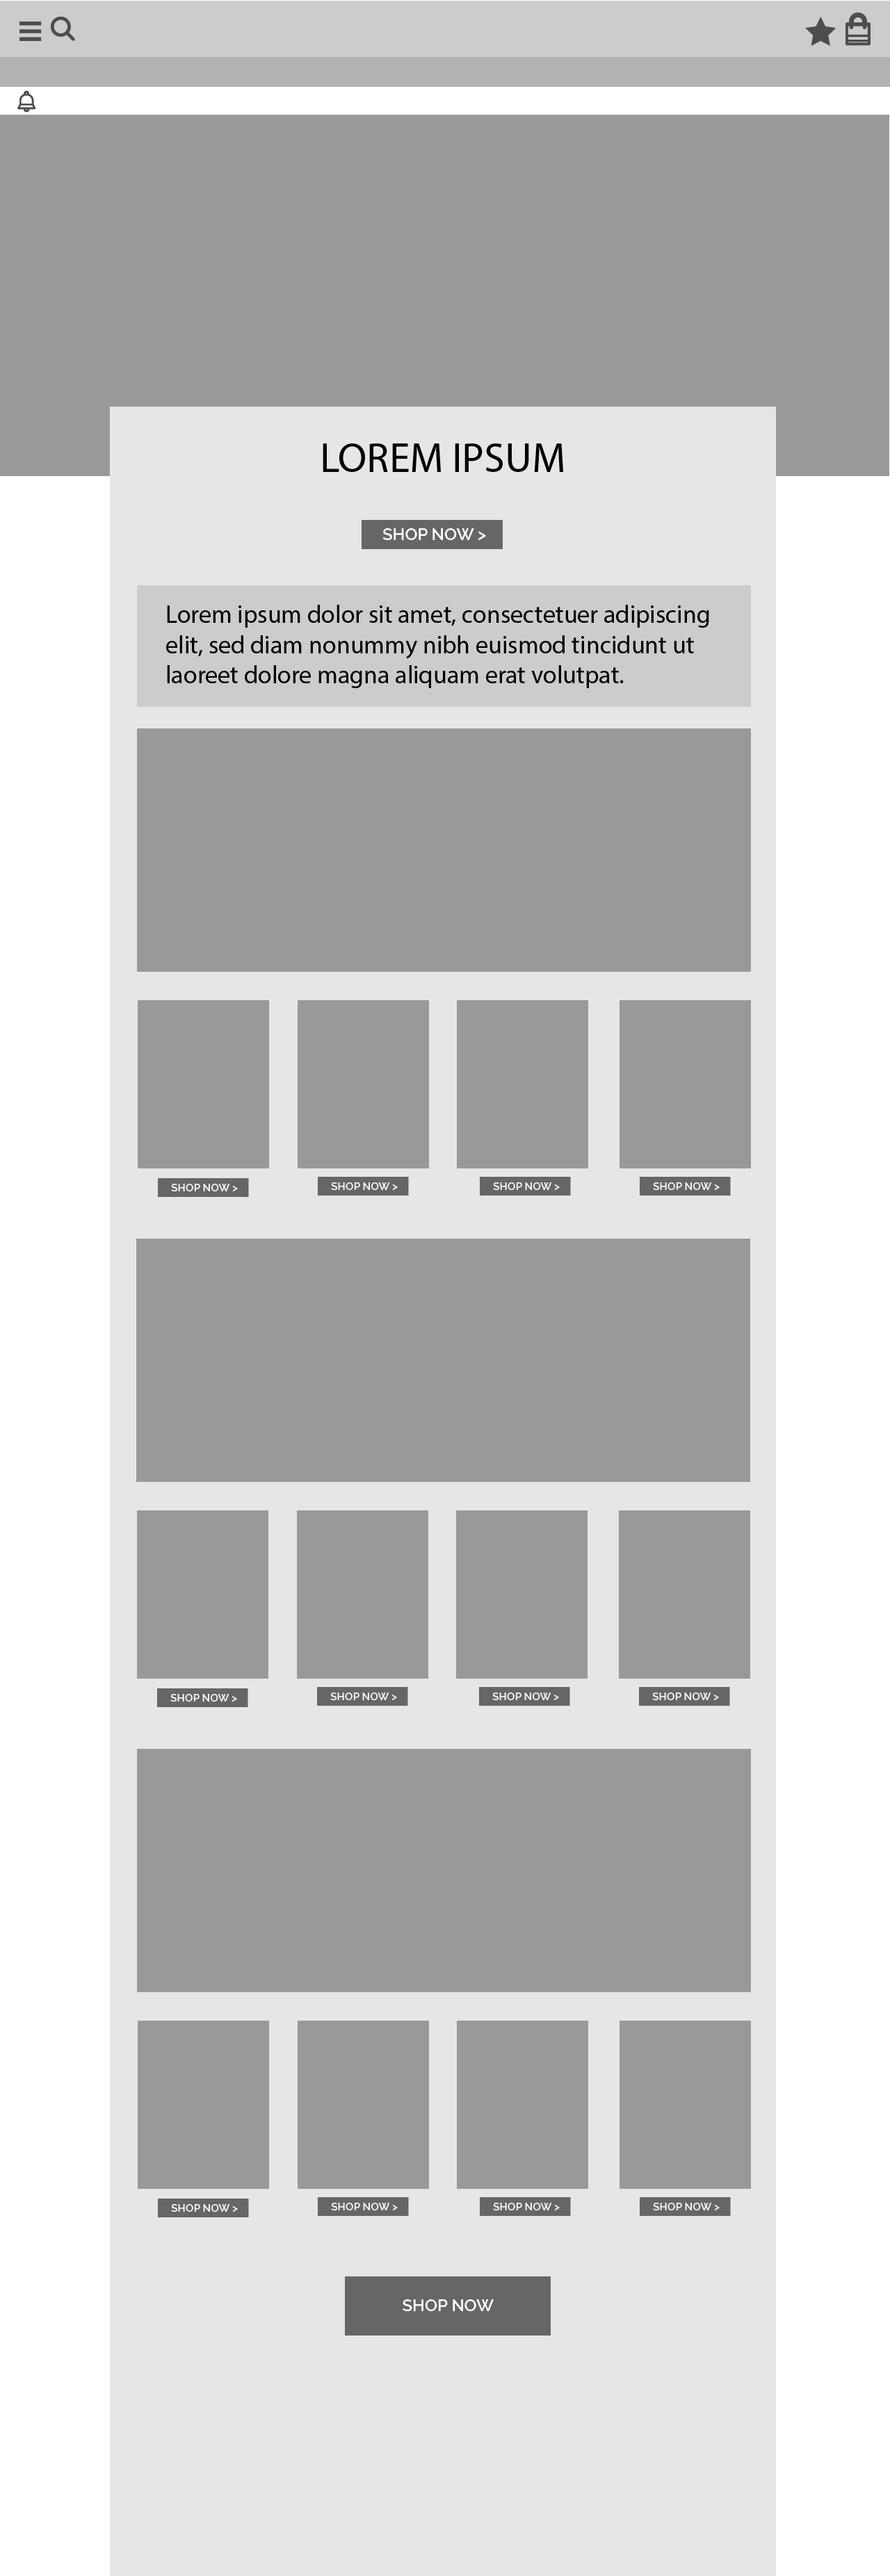 LOREM IPSUM
SHOP NOW >
Lorem ipsum dolor sit amet, consectetuer adipiscing
elit, sed diam nonummy nibh euismod tincidunt ut
laoreet dolore magna aliquam erat volutpat.
SHOP NOW > SHOP NOW > SHOP NOW > SHOP NOW >
SHOP NOW > SHOP NOW > SHOP NOW > SHOP NOW >
SHOP NOW > SHOP NOW > SHOP NOW > SHOP NOW >
SHOP NOW